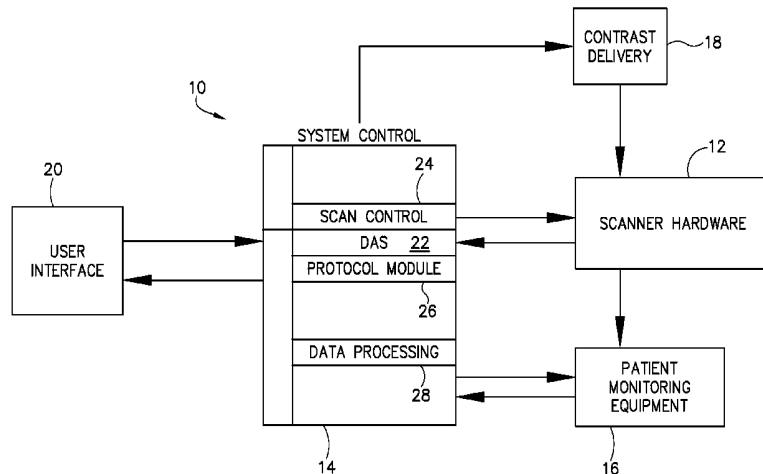 CONTRAST
DELIVERY
18
10
SYSTEM CONTROL
24
12
20
SCAN CONTROL
SCANNER HARDWARE
USER
INTERFACE
DAS 22
PROTOCOL MODULE
26
DATA PROCESSING
28
PATIENT
MONITORING
EQUIPMENT
14
16